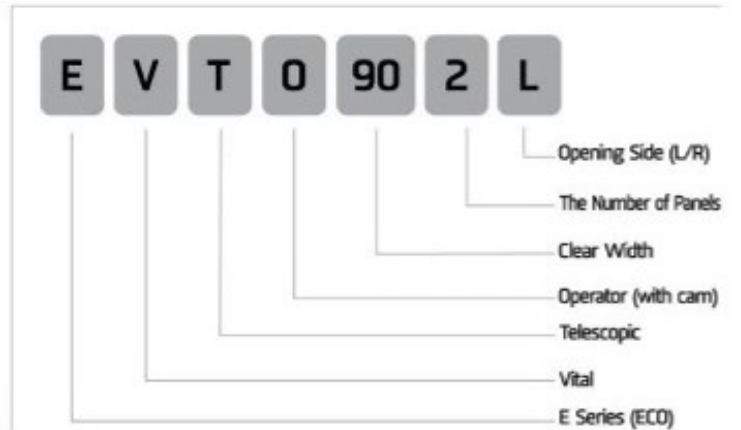 E V T O 90 2 L
Opening Side (L/R)
The Number of Panels
Clear Width
Operator (with cam)
Telescopic
Vital
E Series (ECO)